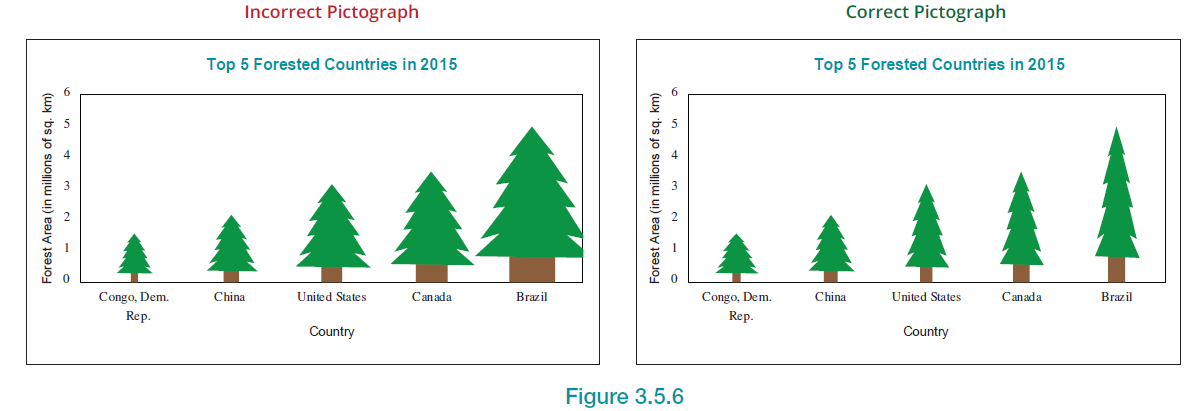 Incorrect Pictograph
Top 5 Forested Countries in 2015
Forest Area (in millions of sq. km)
6
5
4
3
2
1
0
Congo, Dem. Rep.
China
United States
Canada
Brazil
Country
Correct Pictograph
Top 5 Forested Countries in 2015
Forest Area (in millions of sq. km)
6
5
4
3
2
1
0
Congo, Dem. Rep.
China
United States
Canada
Brazil
Country
Figure 3.5.6